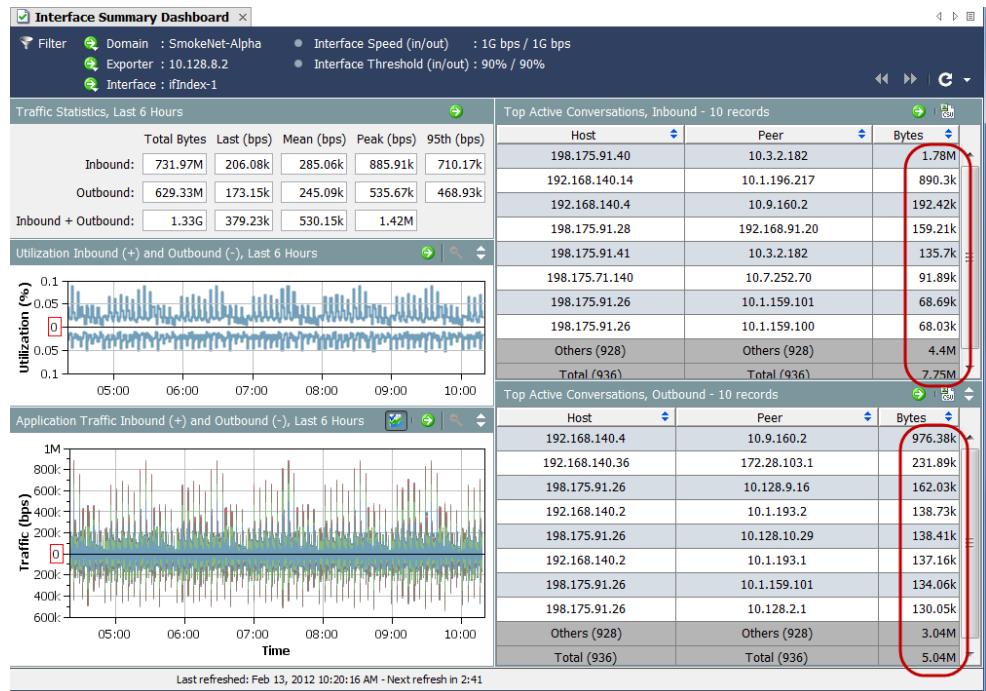 Interface Summary Dashboard ×
Filter Domain : SmokeNet-Alpha Interface Speed (in/out) : 1G bps / 1G bps
Exporter : 10.128.8.2 Interface Threshold (in/out) : 90% / 90%
Interface : ifIndex-1
Traffic Statistics, Last 6 Hours
Total Bytes Last (bps) Mean (bps) Peak (bps) 95th (bps)
Inbound: 731.97M 206.08k 285.06k 885.91k 710.17k
Outbound: 629.33M 173.15k 245.09k 535.67k 468.93k
Inbound + Outbound: 1.33G 379.23k 530.15k 1.42M
Utilization Inbound (+) and Outbound (-), Last 6 Hours
Utilization (%)
0.1
0.05
0
0.05
0.1
05:00 06:00 07:00 08:00 09:00 10:00
Application Traffic Inbound (+) and Outbound (-), Last 6 Hours
Traffic (bps)
1M
800k
600k
400k
200k
0
200k
400k
600k
05:00 06:00 07:00 08:00 09:00 10:00
Time
Top Active Conversations, Inbound - 10 records CSV
Host Peer Bytes
198.175.91.40 10.3.2.182 1.78M
192.168.140.14 10.1.196.217 890.3k
192.168.140.4 10.9.160.2 192.42k
198.175.91.28 192.168.91.20 159.21k
198.175.91.41 10.3.2.182 135.7k
198.175.71.140 10.7.252.70 91.89k
198.175.91.26 10.1.159.101 68.69k
198.175.91.26 10.1.159.100 68.03k
Others (928) Others (928) 4.4M
Total (936) Total (936) 7.75M
Top Active Conversations, Outbound - 10 records CSV
Host Peer Bytes
192.168.140.4 10.9.160.2 976.38k
192.168.140.36 172.28.103.1 231.89k
198.175.91.26 10.128.9.16 162.03k
192.168.140.2 10.1.193.2 138.73k
198.175.91.26 10.128.10.29 138.41k
192.168.140.2 10.1.193.1 137.16k
198.175.91.26 10.1.159.101 134.06k
198.175.91.26 10.128.2.1 130.05k
Others (928) Others (928) 3.04M
Total (936) Total (936) 5.04M
Last refreshed: Feb 13, 2012 10:20:16 AM - Next refresh in 2:41